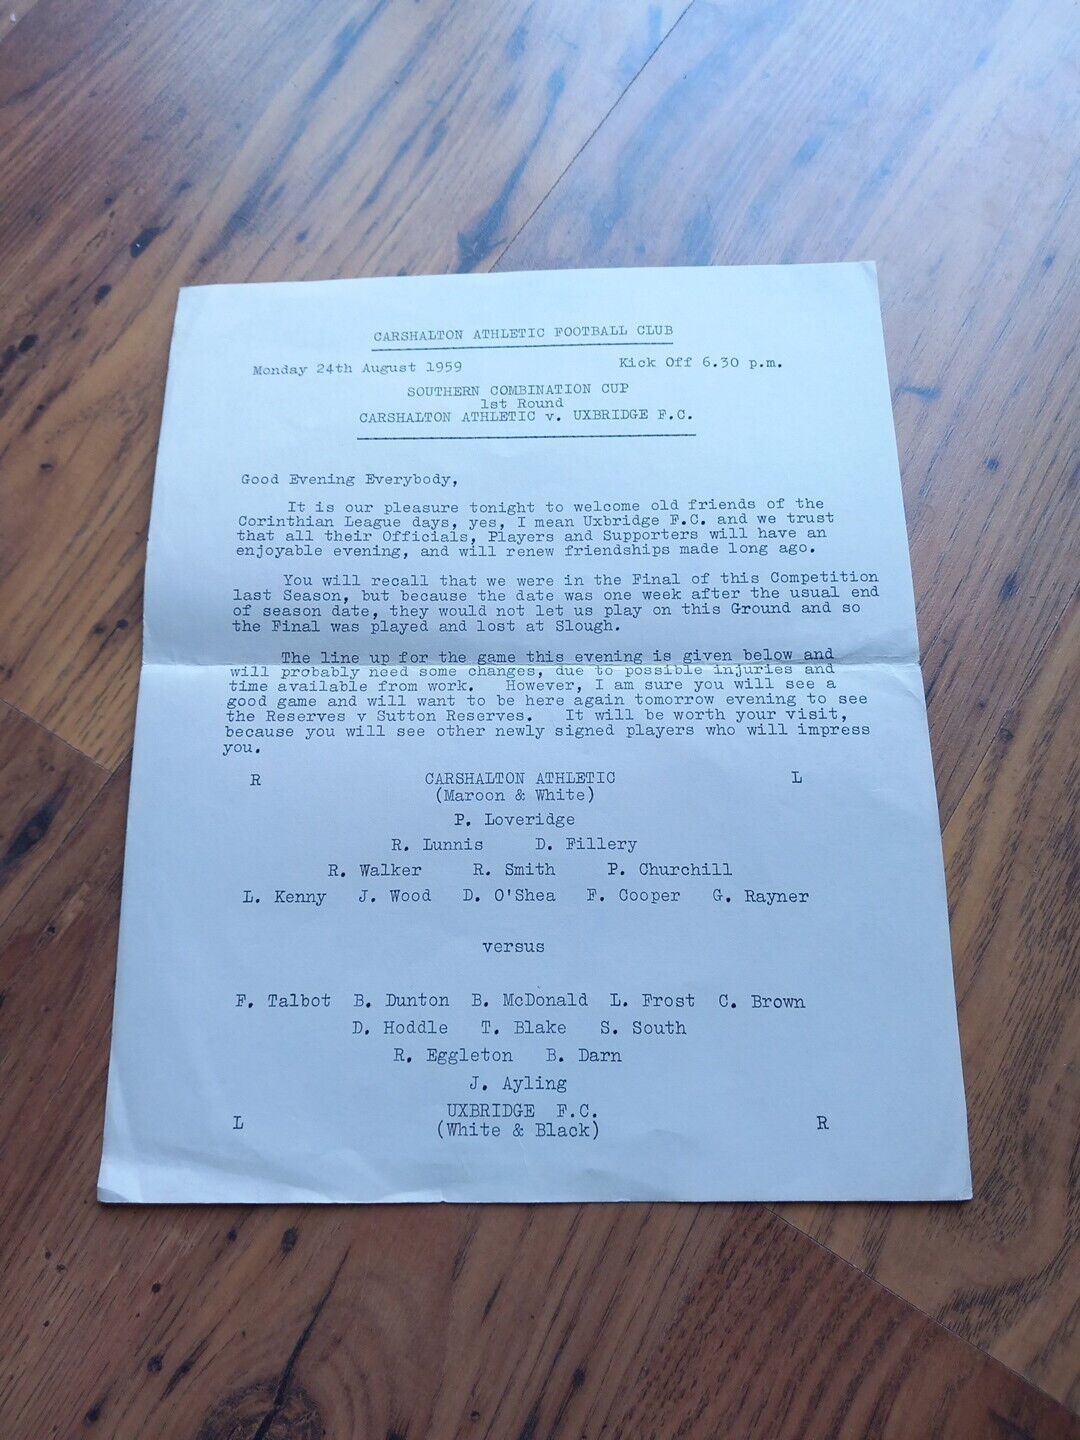 CARSHALTON ATHLETIC FOOTBALL CLUB
Monday 24th August 1959 Kick Off 6.30 p.m.
SOUTHERN COMBINATION CUP
1st Round
CARSHALTON ATHLETIC v. UXBRIDGE F.C.
Good Evening Everybody,
It is our pleasure tonight to welcome old friends of the
Corinthian League days, yes, I mean Uxbridge F.C. and we trust
that all their Officials, Players and Supporters will have an
enjoyable evening, and will renew friendships made long ago.
You will recall that we were in the Final of this Competition
last Season, but because the date was one week after the usual end
of season date, they would not let us play on this Ground and so
the Final was played and lost at Slough.
The line up for the game this evening is given below and
will probably need some changes, due to possible injuries and
time available from work. However, I am sure you will see a
good game and will want to be here again tomorrow evening to see
the Reserves v Sutton Reserves. It will be worth your visit,
because you will see other newly signed players who will impress
you.
R CARSHALTON ATHLETIC L
(Maroon & White)
P. Loveridge
R. Lunnis D. Fillery
R. Walker R. Smith P. Churchill
L. Kenny J. Wood D. O'Shea F. Cooper G. Rayner
versus
F. Talbot B. Dunton B. McDonald L. Frost C. Brown
D. Hoddle T. Blake S. South
R. Eggleton B. Darn
J. Ayling
UXBRIDGE F.C.
L (White & Black) R